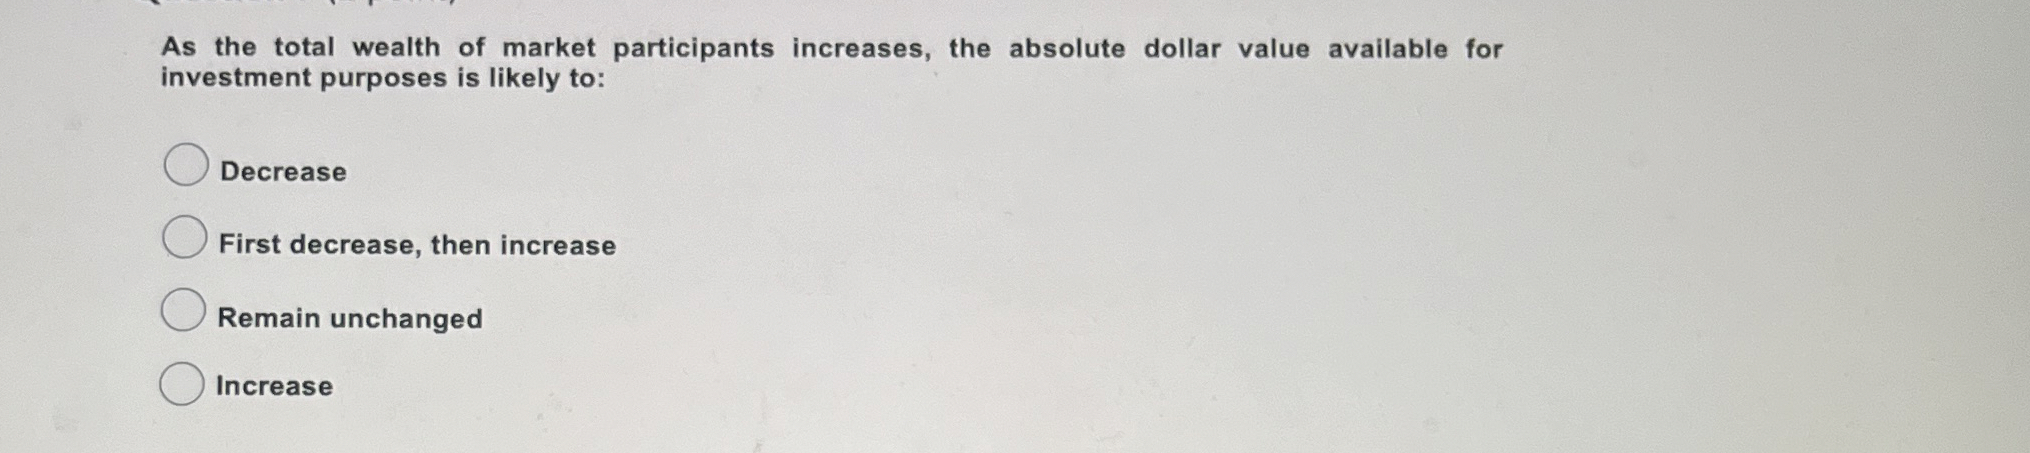 As the total wealth of market participants increases, the absolute dollar value available for
investment purposes is likely to:
Decrease
First decrease, then increase
Remain unchanged
Increase